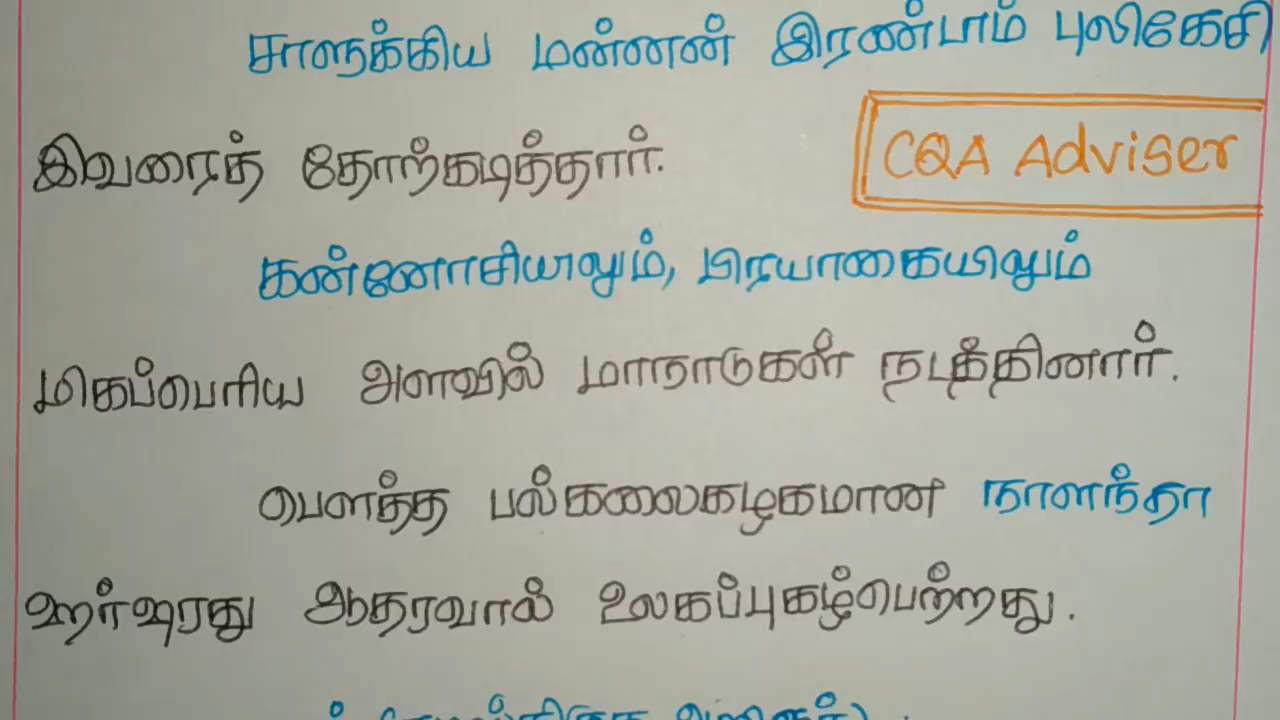 சாளுக்கிய மன்னன் இரண்டாம் புலிகேசி
இவரைத் தோற்கடித்தார்.
CQA Adviser
கன்னோசியிலும், பிரயாகையிலும்
மிகப்பெரிய அளவில் மாநாடுகள் நடத்தினார்.
பௌத்த பல்கலைகழகமான நாளந்தா
ஹர்ஷரது ஆதரவால் உலகப்புகழ்பெற்றது.